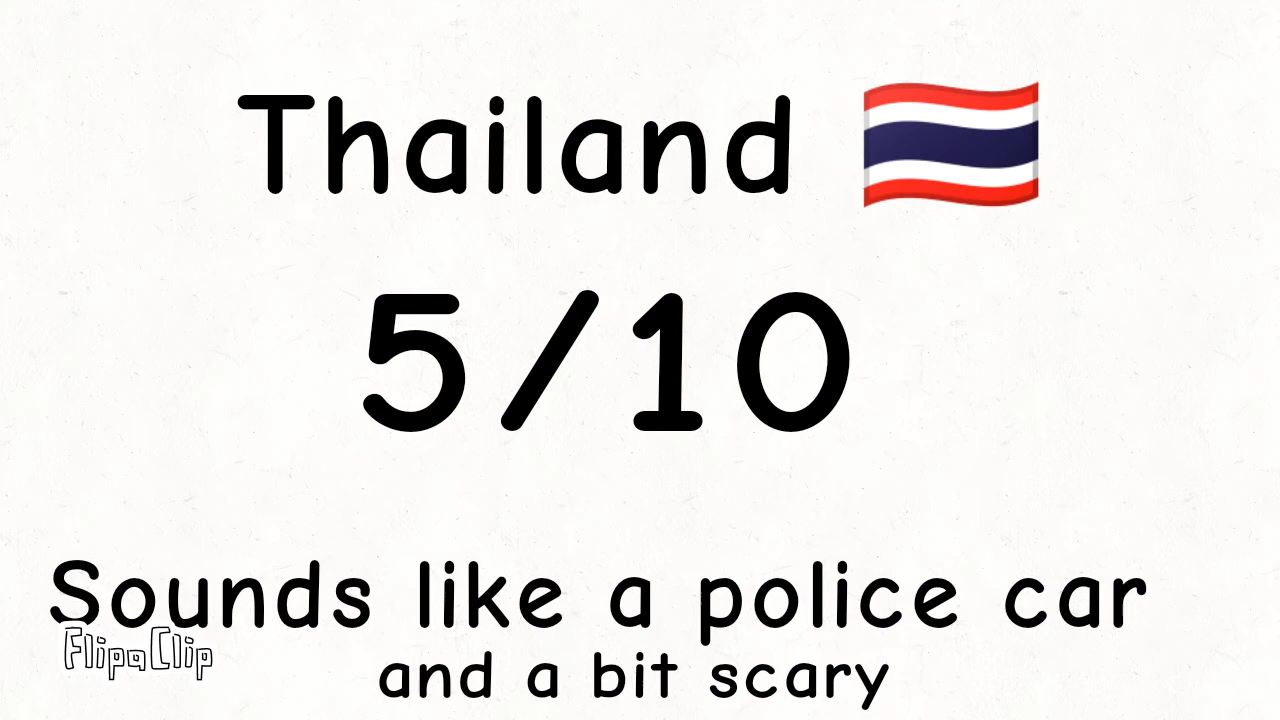 Thailand 🇹🇭
5/10
Sounds like a police car
FlipaClip
and a bit scary